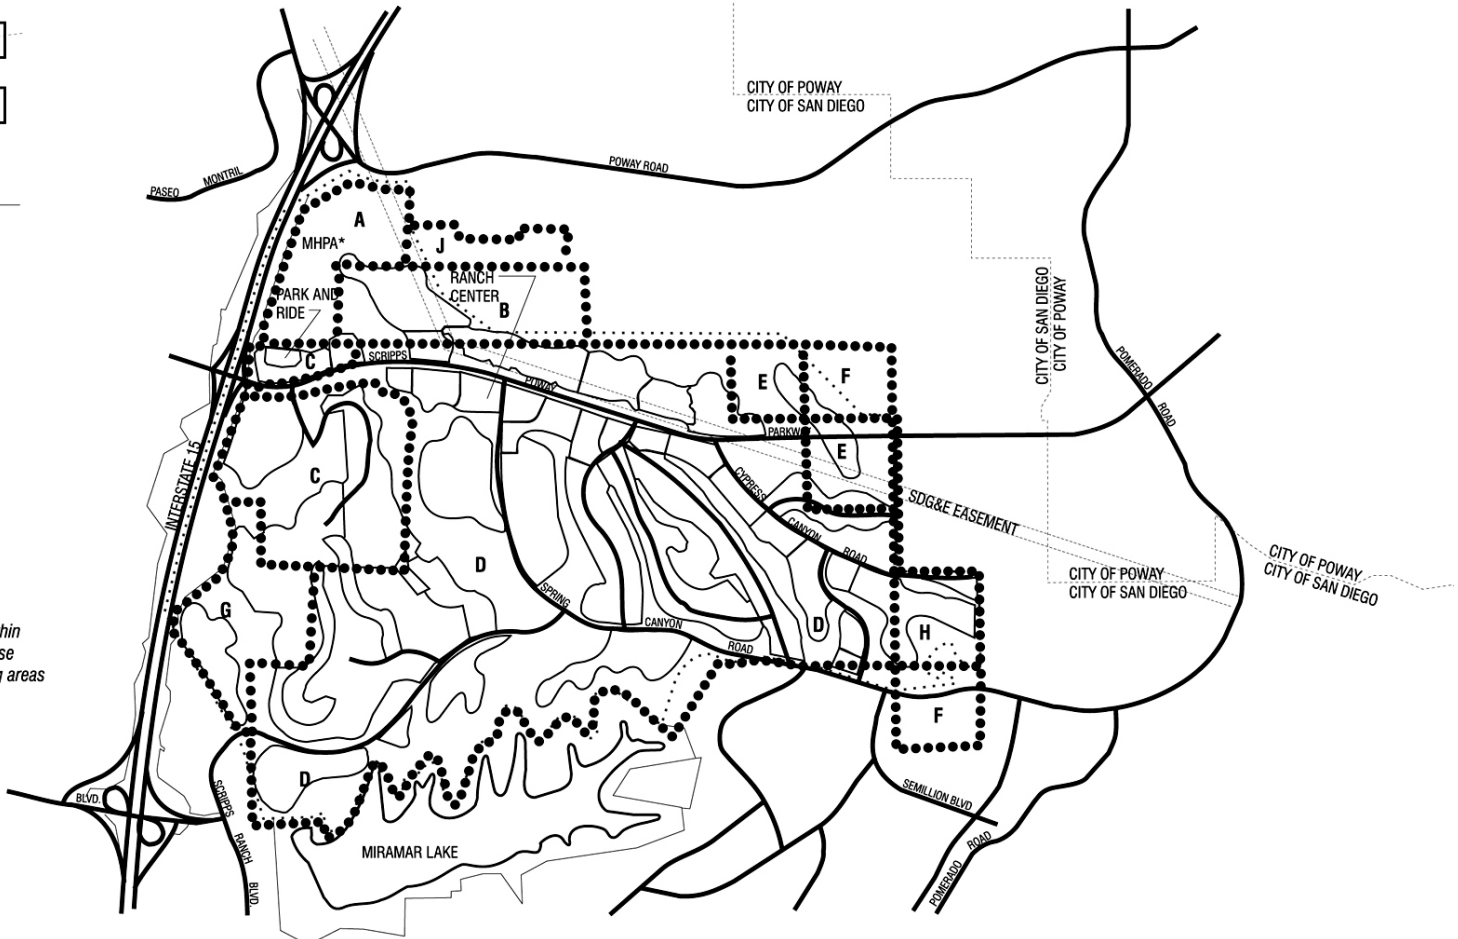 CITY OF POWAY
CITY OF SAN DIEGO
POWAY ROAD
PASEO
MONTRIL
A
MHPA*
J
RANCH
CENTER
B
PARK AND
RIDE
CITY OF SAN DIEGO
CITY OF POWAY
C
SCRIPPS
POWAY
PARKWAY
E
F
POMERADO
ROAD
INTERSTATE 15
C
E
CYPRESS
CANYON
ROAD
SDG&E EASEMENT
D
CITY OF POWAY
CITY OF SAN DIEGO
CITY OF POWAY
CITY OF SAN DIEGO
G
SPRING
CANYON
ROAD
D
H
hin
se
areas
F
D
BLVD.
SCRIPPS
RANCH
BLVD.
SEMILLION BLVD
MIRAMAR LAKE
POMERADO
ROAD